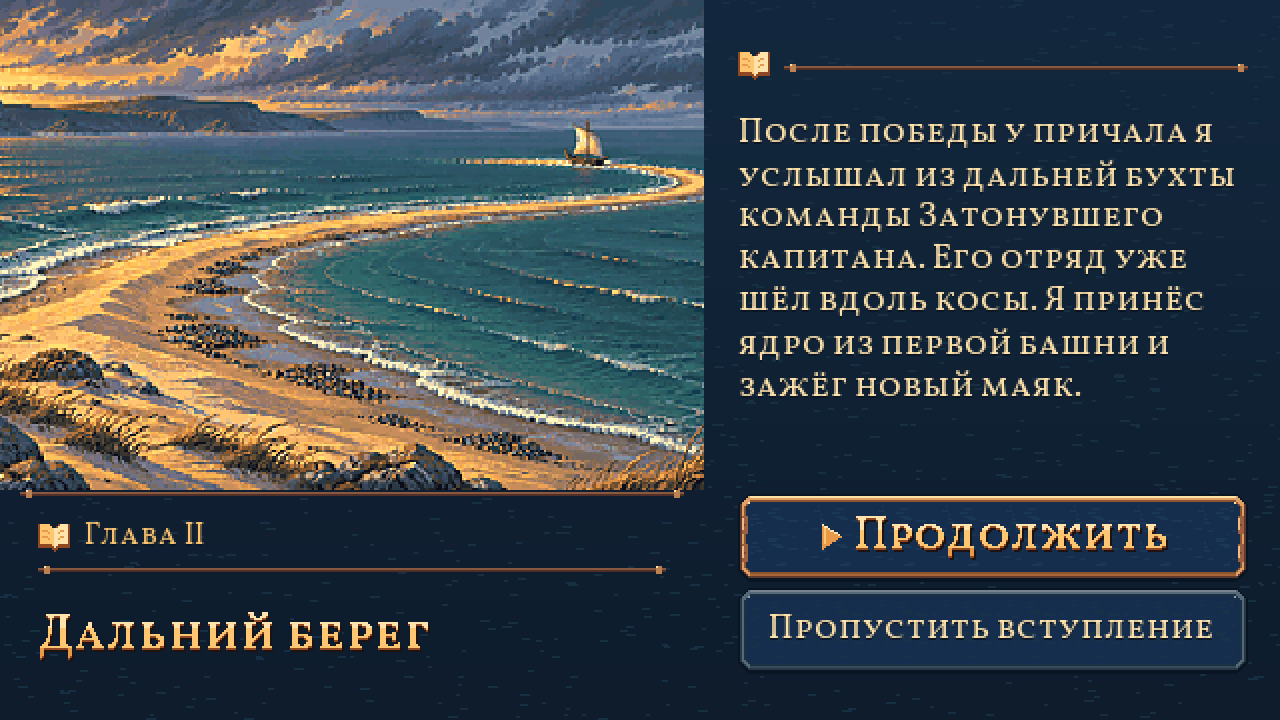 После победы у причала я
услышал из дальней бухты
команды Затонувшего
капитана. Его отряд уже
шёл вдоль косы. Я принёс
ядро из первой башни и
зажёг новый маяк.
Глава II
Дальний берег
Продолжить
Пропустить вступление